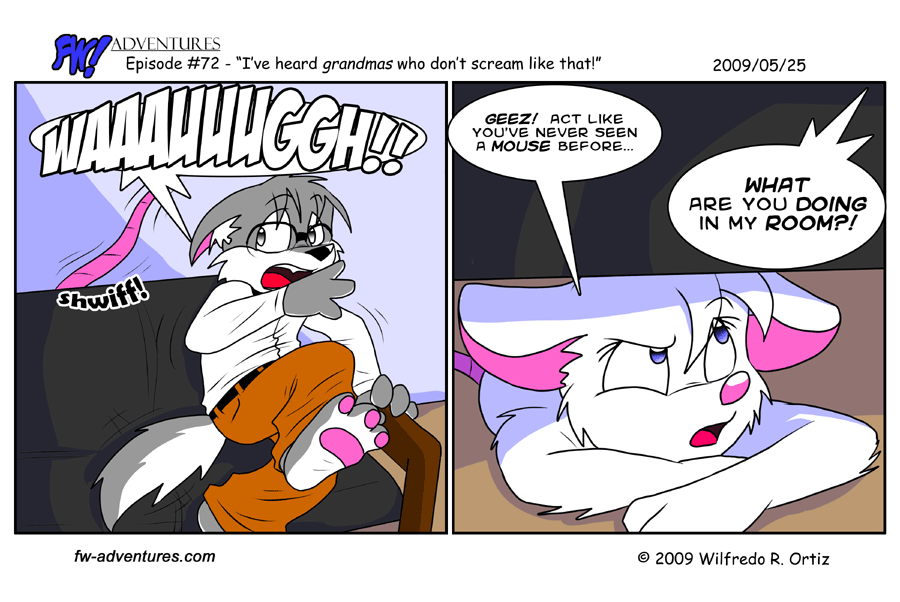 FW! ADVENTURES
Episode #72 - “I’ve heard grandmas who don’t scream like that!”
2009/05/25
WAAAUUUUGGH!!!
shwiff!
GEEZ! ACT LIKE
YOU’VE NEVER SEEN
A MOUSE BEFORE...
WHAT
ARE YOU DOING
IN MY ROOM?!
fw-adventures.com
© 2009 Wilfredo R. Ortiz